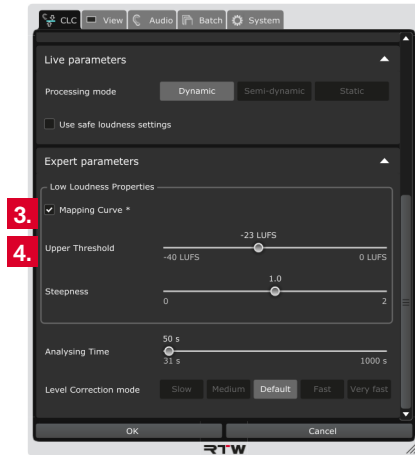 CLC View Audio Batch System
Live parameters
Processing mode Dynamic Semi-dynamic Static
Use safe loudness settings
Expert parameters
Low Loudness Properties
3. Mapping Curve *
-23 LUFS
4. Upper Threshold
-40 LUFS 0 LUFS
1.0
Steepness
0 2
50 s
Analysing Time
31 s 1000 s
Level Correction mode Slow Medium Default Fast Very fast
OK Cancel
RTW